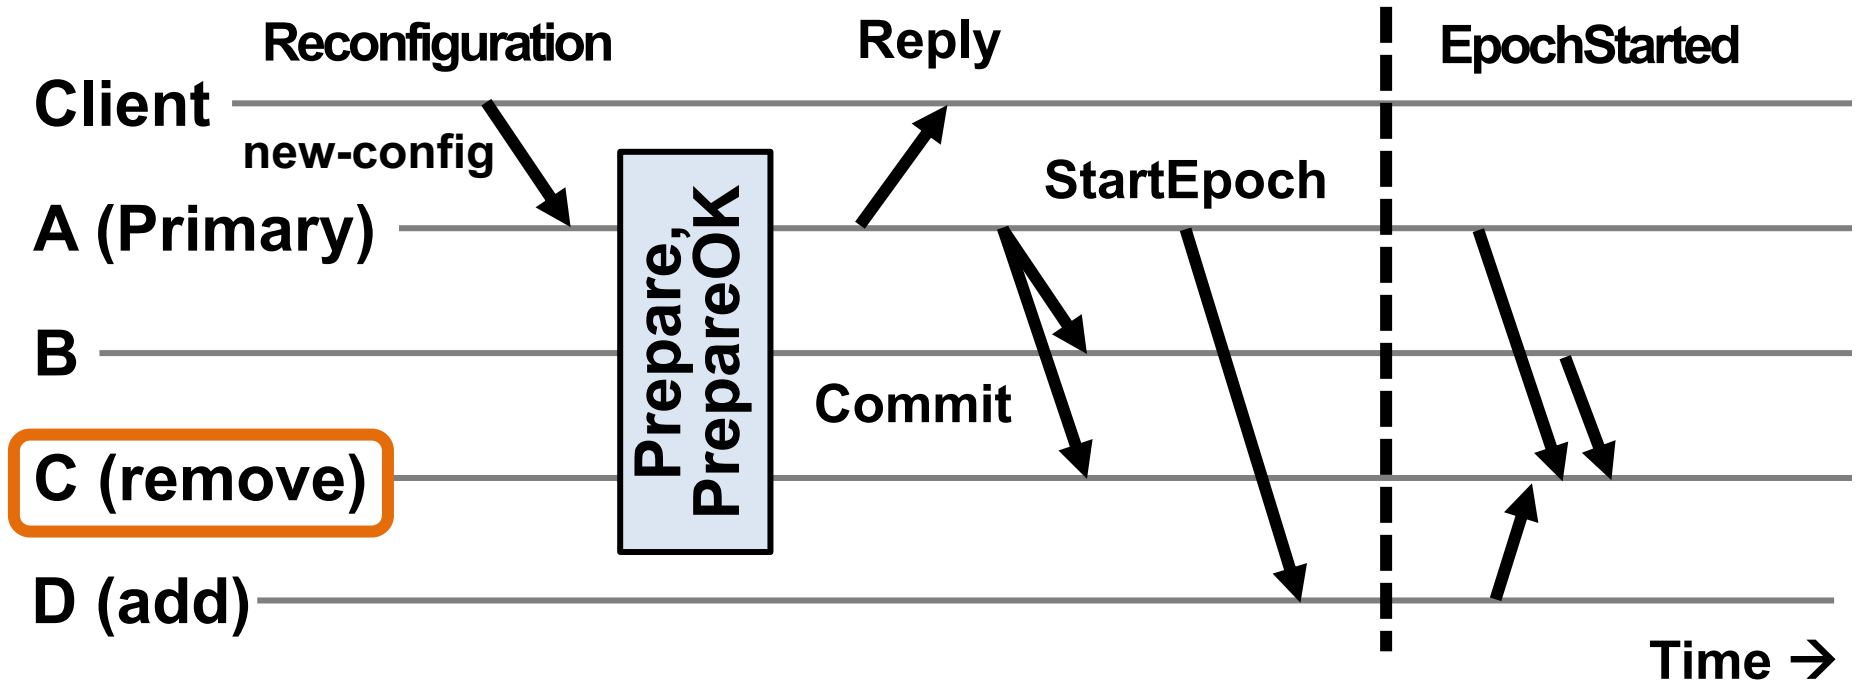 Reconfiguration
Reply
EpochStarted
Client
new-config
StartEpoch
A (Primary)
Prepare,
PrepareOK
B
Commit
C (remove)
D (add)
Time →